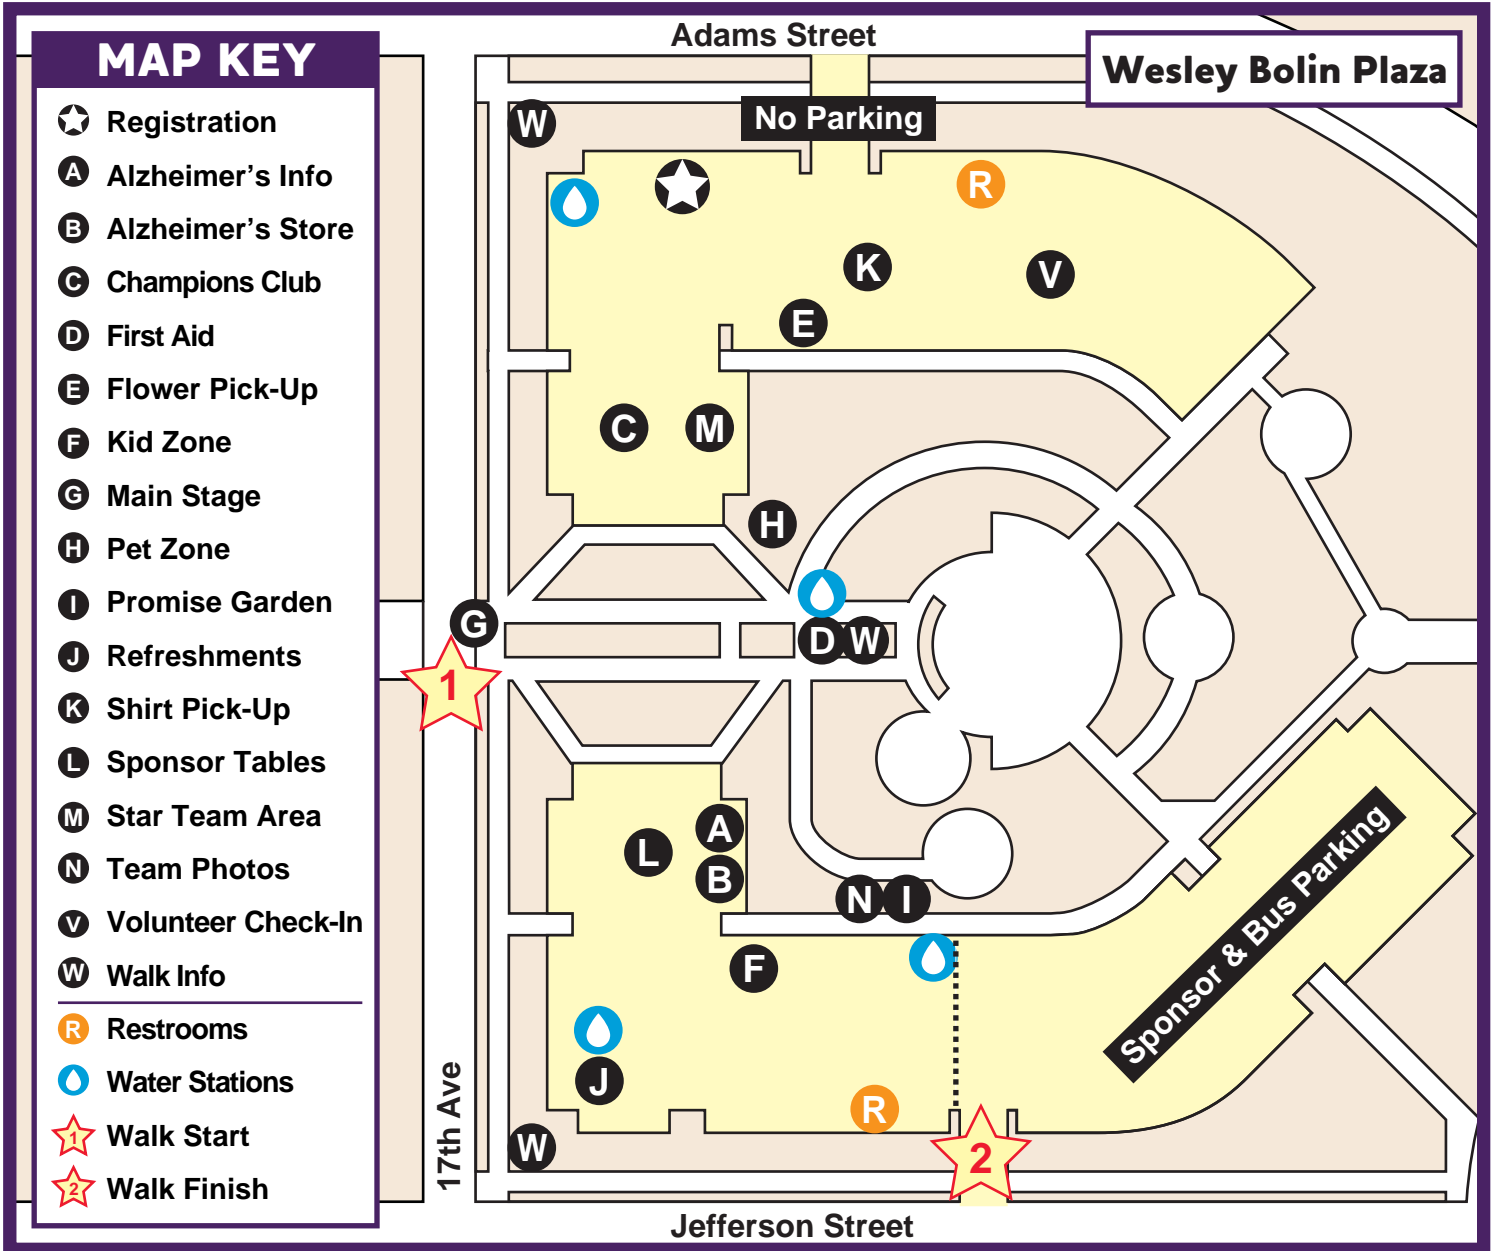 MAP KEY
Registration
A Alzheimer's Info
B Alzheimer's Store
C Champions Club
D First Aid
E Flower Pick-Up
F Kid Zone
G Main Stage
H Pet Zone
I Promise Garden
J Refreshments
K Shirt Pick-Up
L Sponsor Tables
M Star Team Area
N Team Photos
V Volunteer Check-In
W Walk Info
R Restrooms
Water Stations
1 Walk Start
2 Walk Finish
Adams Street
Wesley Bolin Plaza
No Parking
W
R
K
V
E
C
M
H
G
D
W
1
A
L
B
N
I
F
J
R
W
2
Sponsor & Bus Parking
17th Ave
Jefferson Street